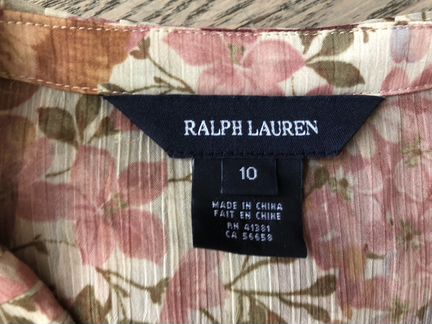 RALPH LAUREN
10
MADE IN CHINA
FAIT EN CHINE
RN 41381
CA 56658